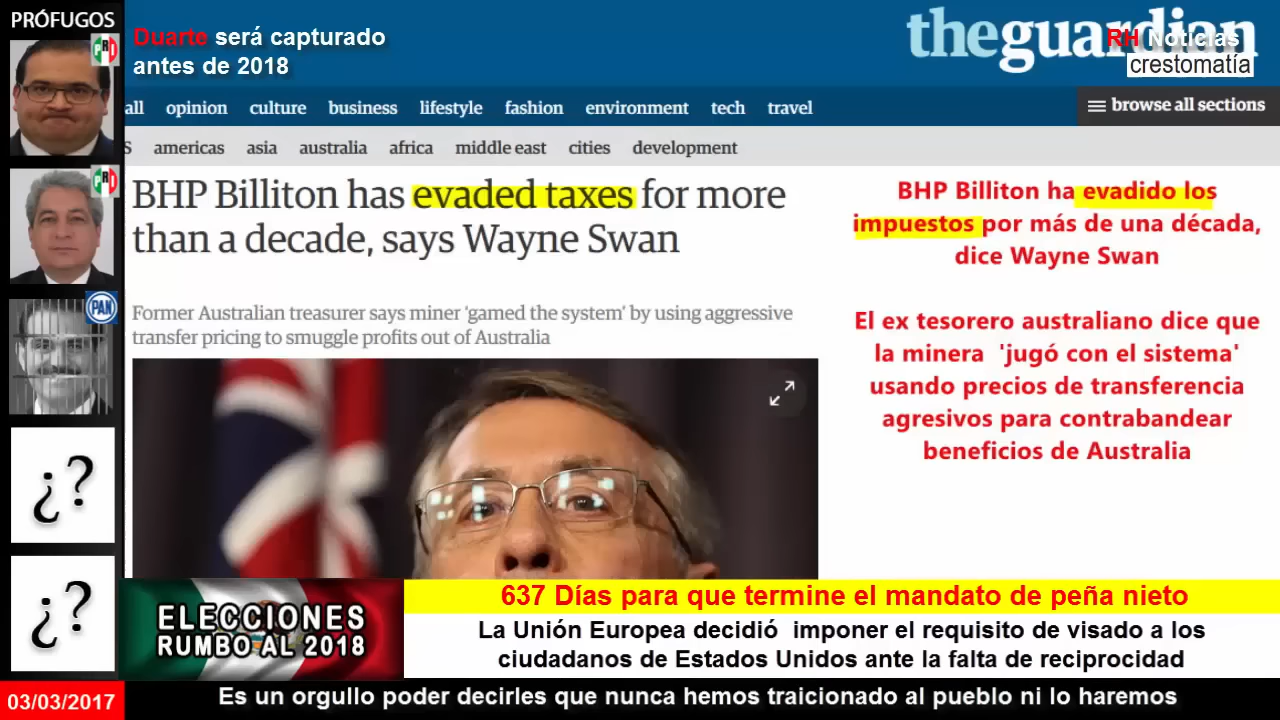 PRÓFUGOS
PRI
PRI
PAN
¿?
¿?
03/03/2017
Duarte será capturado
antes de 2018
theguardian
RH Noticias
crestomatía
all opinion culture business lifestyle fashion environment tech travel
browse all sections
S americas asia australia africa middle east cities development
BHP Billiton has evaded taxes for more
than a decade, says Wayne Swan
Former Australian treasurer says miner ‘gamed the system’ by using aggressive
transfer pricing to smuggle profits out of Australia
BHP Billiton ha evadido los
impuestos por más de una década,
dice Wayne Swan
El ex tesorero australiano dice que
la minera 'jugó con el sistema'
usando precios de transferencia
agresivos para contrabandear
beneficios de Australia
ELECCIONES
RUMBO AL 2018
637 Días para que termine el mandato de peña nieto
La Unión Europea decidió imponer el requisito de visado a los
ciudadanos de Estados Unidos ante la falta de reciprocidad
Es un orgullo poder decirles que nunca hemos traicionado al pueblo ni lo haremos